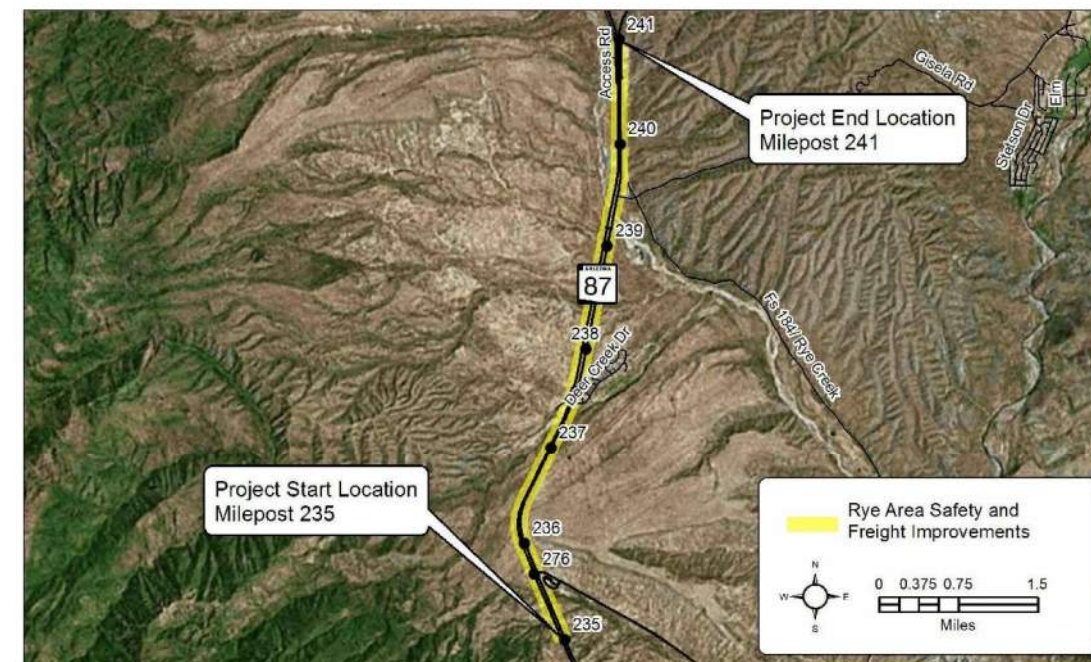 241
Access Rd
Gisela Rd
Elm
Stetson Dr
Project End Location
Milepost 241
240
239
ARIZONA
87
Fs 184/ Rye Creek
238
Deer Creek Dr
237
Project Start Location
Milepost 235
236
276
235
Rye Area Safety and
Freight Improvements
N
W E
S
0 0.375 0.75 1.5
Miles